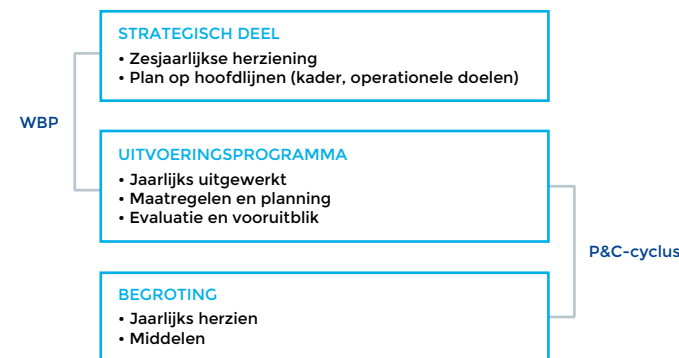 STRATEGISCH DEEL
• Zesjaarlijkse herziening
• Plan op hoofdlijnen (kader, operationele doelen)
WBP
UITVOERINGSPROGRAMMA
• Jaarlijks uitgewerkt
• Maatregelen en planning
• Evaluatie en vooruitblik
P&C-cyclus
BEGROTING
• Jaarlijks herzien
• Middelen